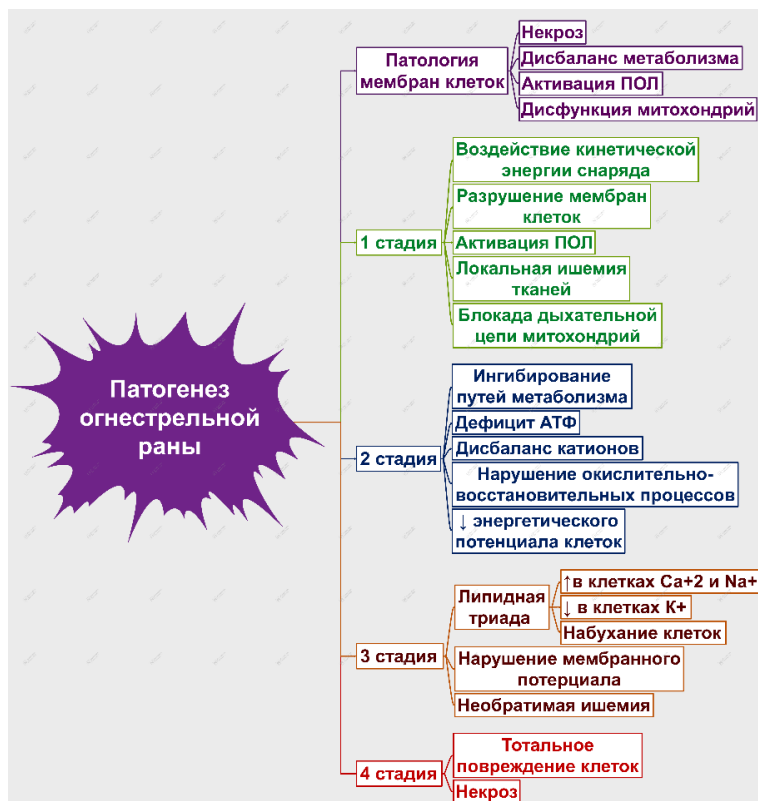 Некроз
Патология
мембран клеток
Дисбаланс метаболизма
Активация ПОЛ
Дисфункция митохондрий
Воздействие кинетической
энергии снаряда
Разрушение мембран
клеток
1 стадия
Активация ПОЛ
Локальная ишемия
тканей
Блокада дыхательной
цепи митохондрий
Патогенез
огнестрельной
раны
Ингибирование
путей метаболизма
Дефицит АТФ
2 стадия
Дисбаланс катионов
Нарушение окислительно-
восстановительных процессов
↓ энергетического
потенциала клеток
Липидная
триада
↑в клетках Са+2 и Na+
↓ в клетках К+
Набухание клеток
3 стадия
Нарушение мембранного
потерциала
Необратимая ишемия
4 стадия
Тотальное
повреждение клеток
Некроз